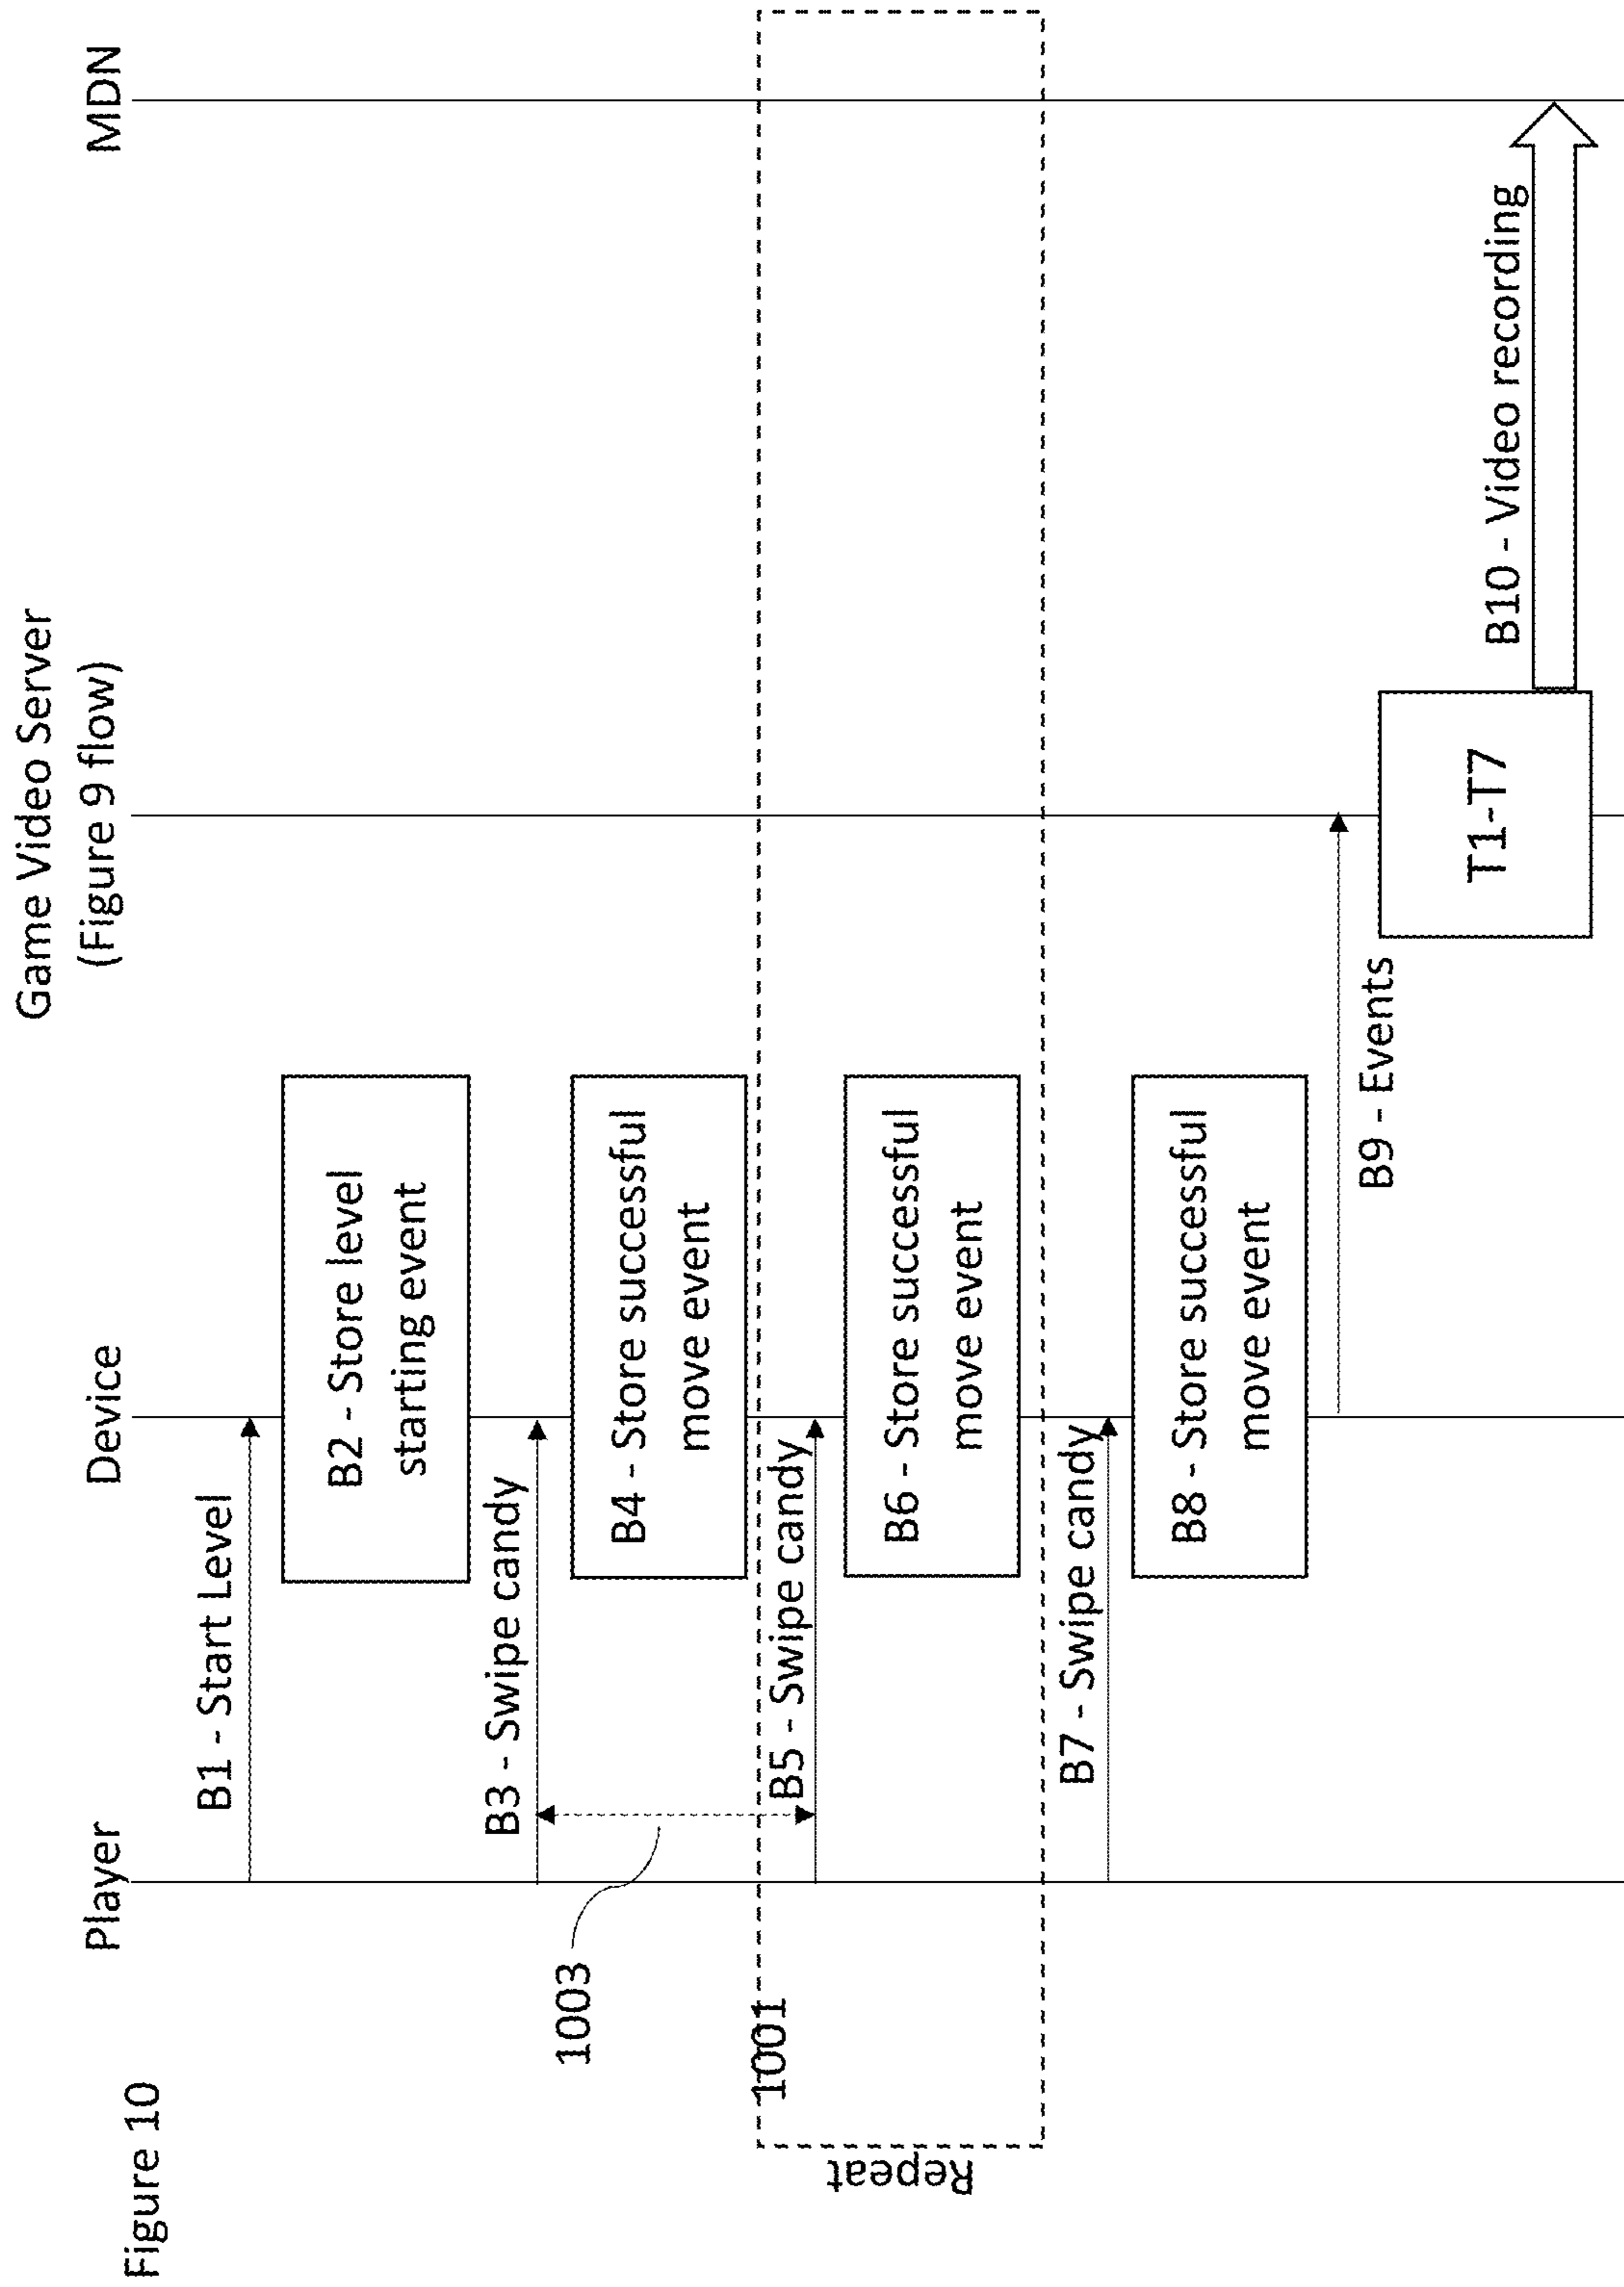 Figure 10
Player
Device
Game Video Server
(Figure 9 flow)
MDN
B1 - Start Level
B2 - Store level
starting event
B3 - Swipe candy
1003
B4 - Store successful
move event
1001
Repeat
B5 - Swipe candy
B6 - Store successful
move event
B7 - Swipe candy
B8 - Store successful
move event
B9 - Events
T1-T7
B10 - Video recording